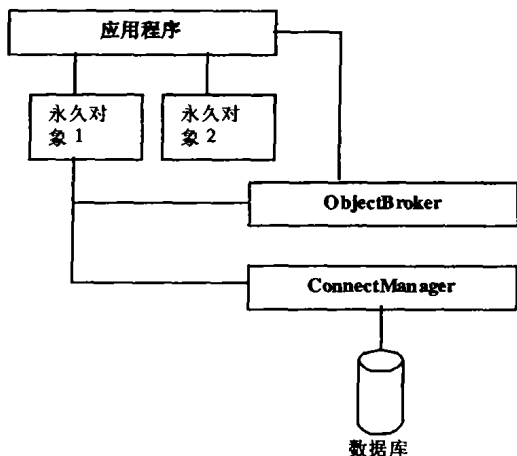 应用程序
永久对
象 1
永久对
象 2
ObjectBroker
ConnectManager
数据库